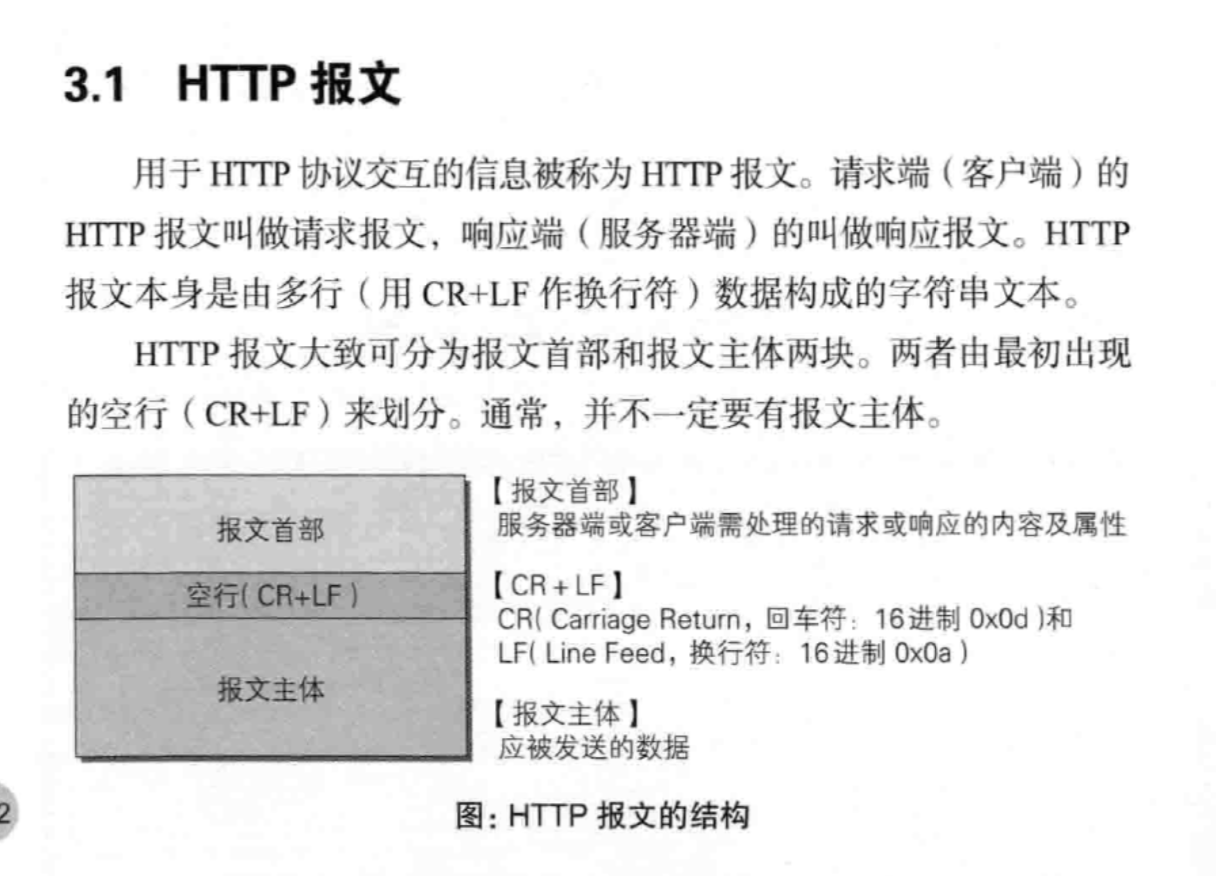 3.1 HTTP 报文
用于 HTTP 协议交互的信息被称为 HTTP 报文。请求端（客户端）的
HTTP 报文叫做请求报文，响应端（服务器端）的叫做响应报文。HTTP
报文本身是由多行（用 CR+LF 作换行符）数据构成的字符串文本。
HTTP 报文大致可分为报文首部和报文主体两块。两者由最初出现
的空行（CR+LF）来划分。通常，并不一定要有报文主体。
报文首部
空行( CR+LF )
报文主体
【报文首部】
服务器端或客户端需处理的请求或响应的内容及属性
【CR + LF】
CR( Carriage Return，回车符：16进制 0x0d )和
LF( Line Feed，换行符：16进制 0x0a )
【报文主体】
应被发送的数据
2
图：HTTP 报文的结构